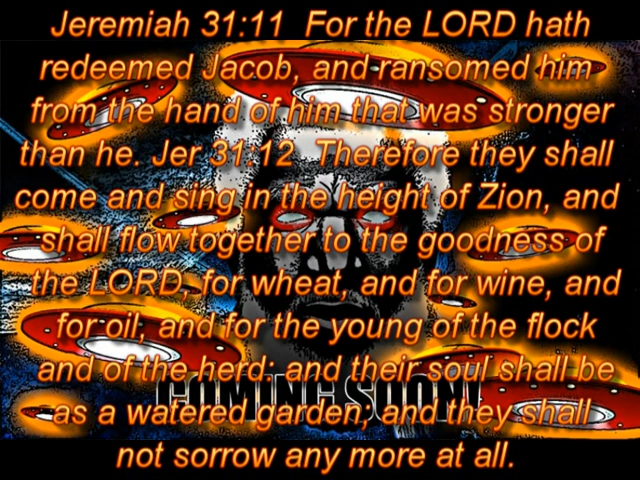 Jeremiah 31:11 For the LORD hath
redeemed Jacob, and ransomed him
from the hand of him that was stronger
than he. Jer 31:12 Therefore they shall
come and sing in the height of Zion, and
shall flow together to the goodness of
the LORD, for wheat, and for wine, and
for oil, and for the young of the flock
and of the herd: and their soul shall be
COMING SOON!
as a watered garden; and they shall
not sorrow any more at all.